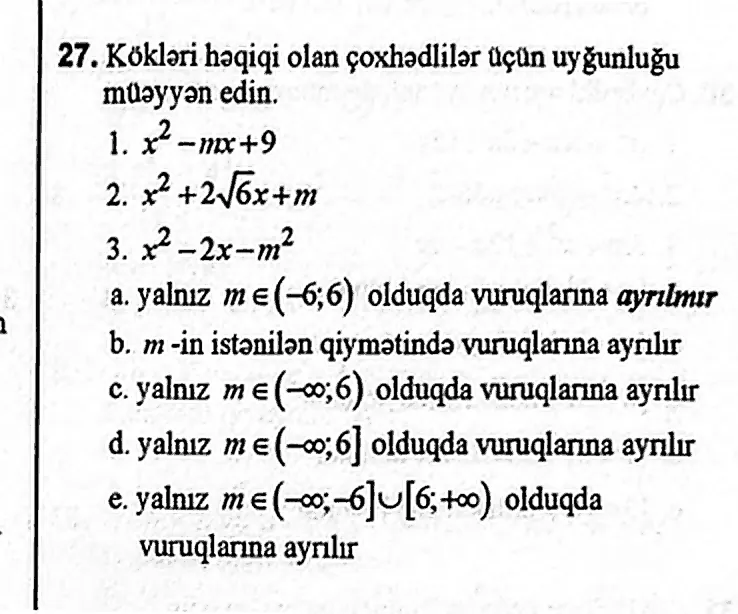 27. Kökləri həqiqi olan çoxhədlilər üçün uyğunluğu
müəyyən edin.
1. x² − mx + 9
2. x² + 2√6x + m
3. x² − 2x − m²
a. yalnız m ∈ (−6;6) olduqda vuruqlarına ayrılmır
b. m -in istənilən qiymətində vuruqlarına ayrılır
c. yalnız m ∈ (−∞;6) olduqda vuruqlarına ayrılır
d. yalnız m ∈ (−∞;6] olduqda vuruqlarına ayrılır
e. yalnız m ∈ (−∞;−6]∪[6;+∞) olduqda
vuruqlarına ayrılır